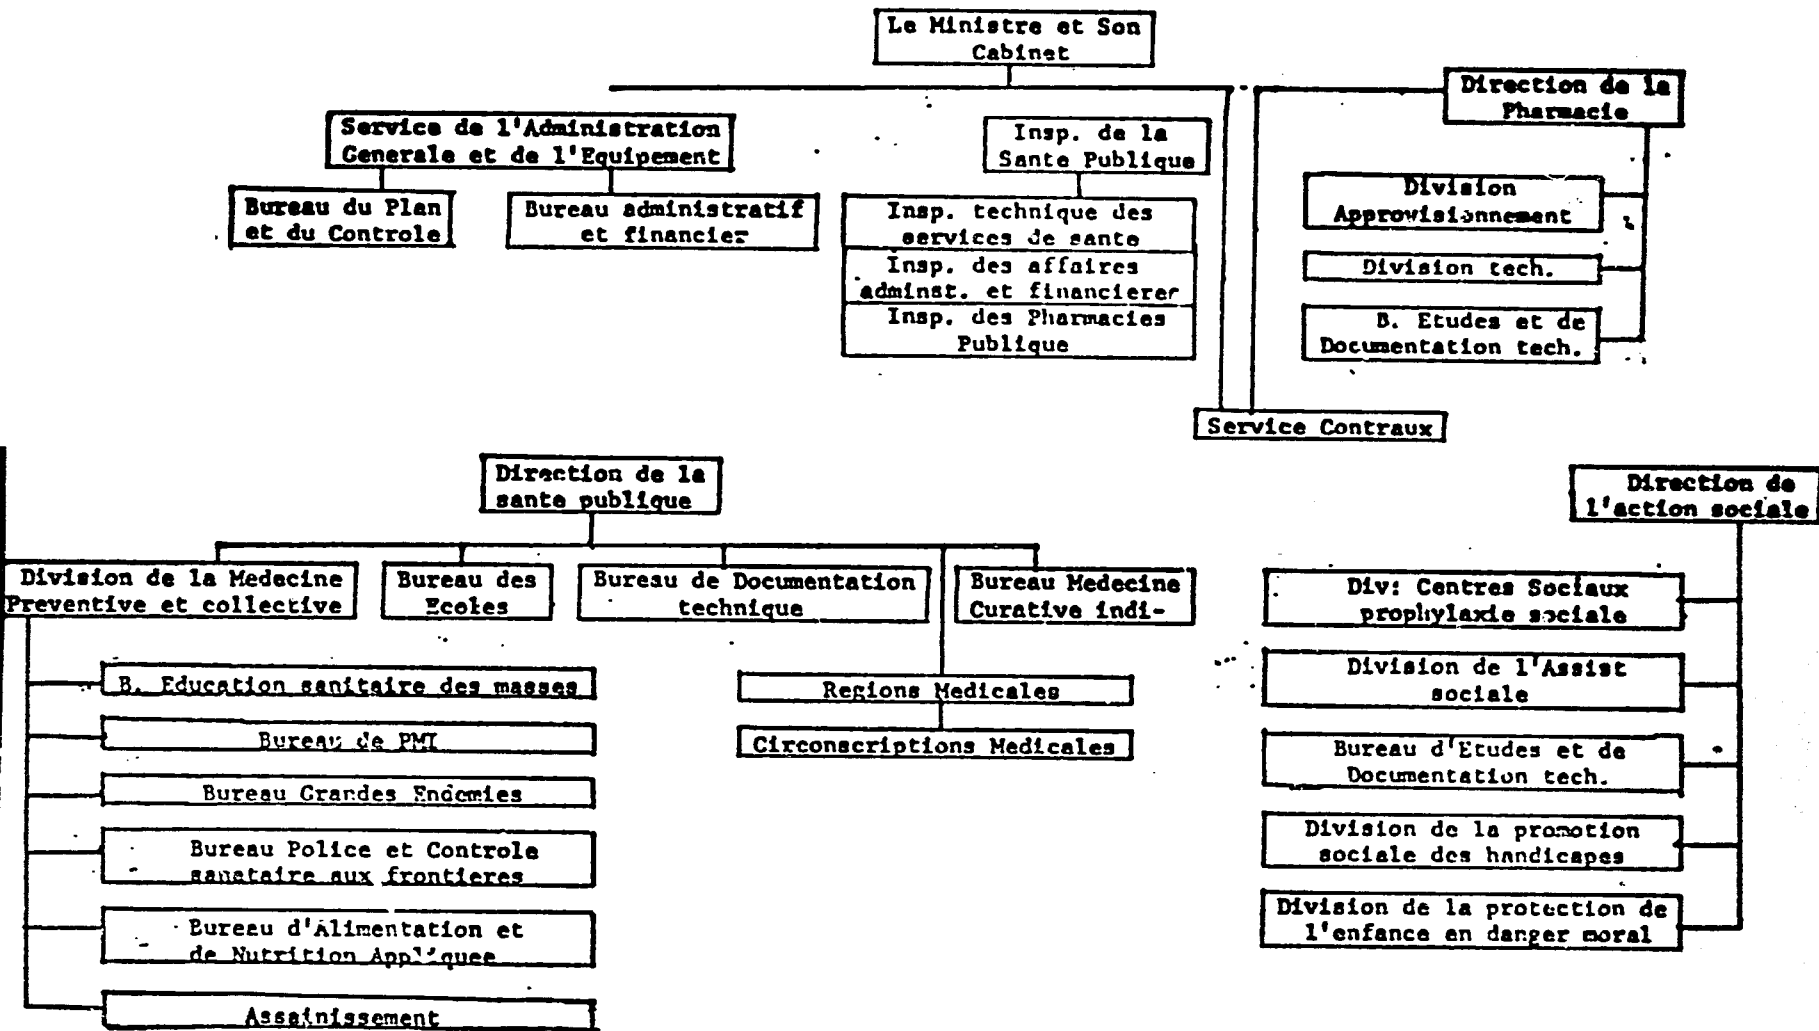 Le Ministre et Son
Cabinet
Direction de la
Pharmacie
Service de l'Administration
Generale et de l'Equipement
Bureau du Plan
et du Controle
Bureau administratif
et financier
Insp. de la
Sante Publique
Insp. technique des
services de sante
Insp. des affaires
adminst. et financierer
Insp. des Pharmacies
Publique
Division
Approvisionnement
Division tech.
B. Etudes et de
Documentation tech.
Service Contraux
Direction de la
sante publique
Division de la Medecine
Preventive et collective
Bureau des
Ecoles
Bureau de Documentation
technique
Bureau Medecine
Curative indi-
B. Education sanitaire des masses
Bureau de PMI
Bureau Grandes Endemies
Bureau Police et Controle
sanataire aux frontieres
Bureau d'Alimentation et
de Nutrition Appliquee
Assainissement
Regions Medicales
Circonscriptions Medicales
Direction de
l'action sociale
Div: Centres Sociaux
prophylaxie sociale
Division de l'Assist
sociale
Bureau d'Etudes et de
Documentation tech.
Division de la promotion
sociale des handicapes
Division de la protection de
l'enfance en danger moral